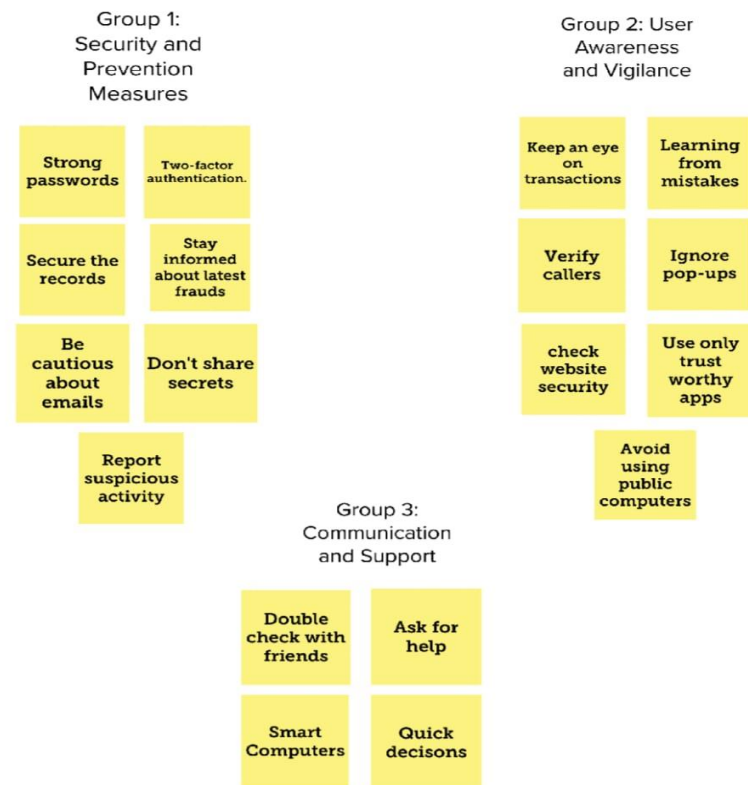 Group 1:
Security and
Prevention
Measures
Strong
passwords
Two-factor
authentication.
Secure the
records
Stay
informed
about latest
frauds
Be
cautious
about
emails
Don't share
secrets
Report
suspicious
activity
Group 2: User
Awareness
and Vigilance
Keep an eye
on
transactions
Learning
from
mistakes
Verify
callers
Ignore
pop-ups
check
website
security
Use only
trust
worthy
apps
Avoid
using
public
computers
Group 3:
Communication
and Support
Double
check with
friends
Ask for
help
Smart
Computers
Quick
decisons